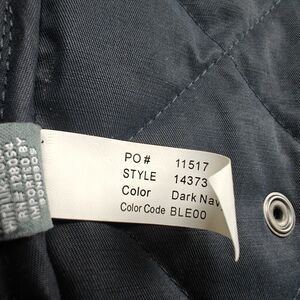 PO# 11517
STYLE 14373
Color Dark Nav
Color Code BLE00